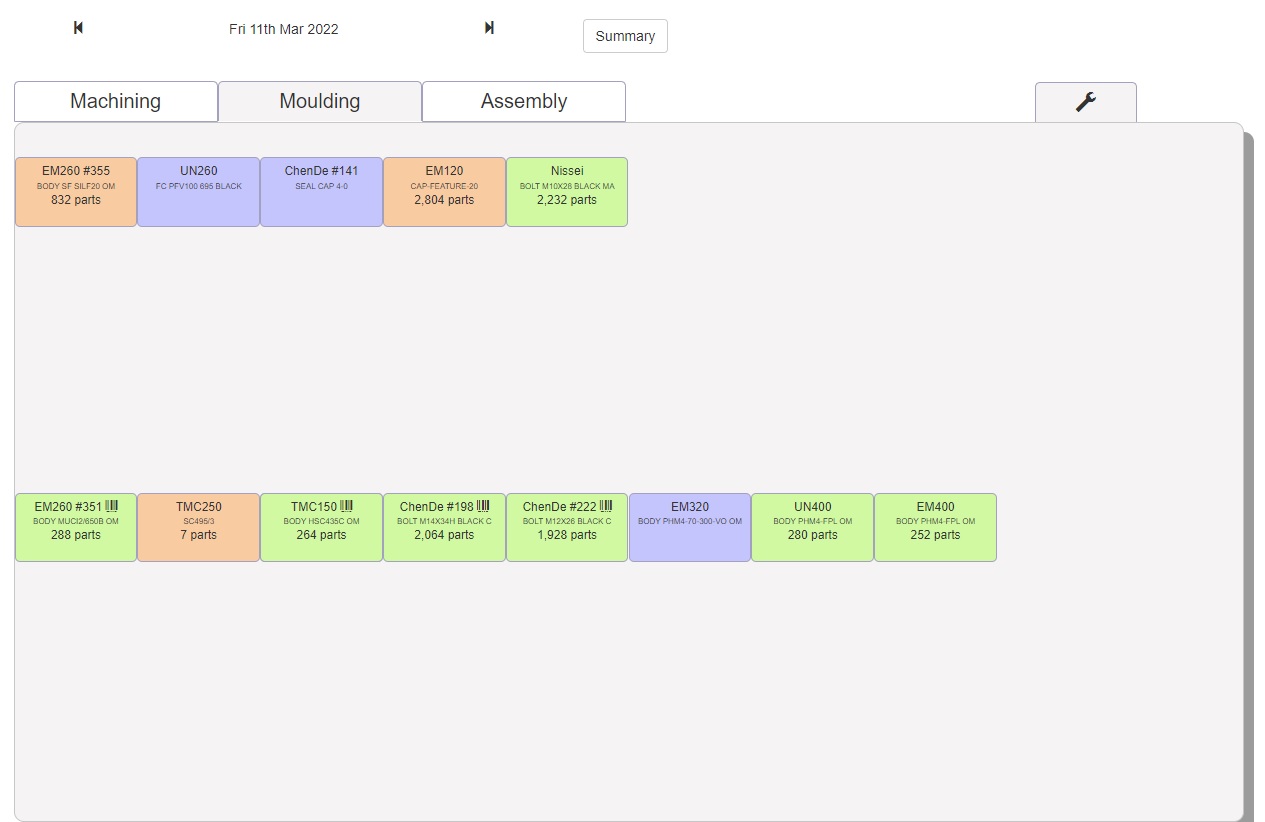 Fri 11th Mar 2022
Summary
Machining
Moulding
Assembly
EM260 #355
BODY SF SILF20 OM
832 parts
UN260
FC PFV100 695 BLACK
ChenDe #141
SEAL CAP 4-0
EM120
CAP-FEATURE-20
2,804 parts
Nissei
BOLT M10X28 BLACK MA
2,232 parts
EM260 #351
BODY MUCI2/650B OM
288 parts
TMC250
SC495/3
7 parts
TMC150
BODY HSC435C OM
264 parts
ChenDe #198
BOLT M14X34H BLACK C
2,064 parts
ChenDe #222
BOLT M12X26 BLACK C
1,928 parts
EM320
BODY PHM4-70-300-VO OM
UN400
BODY PHM4-FPL OM
280 parts
EM400
BODY PHM4-FPL OM
252 parts